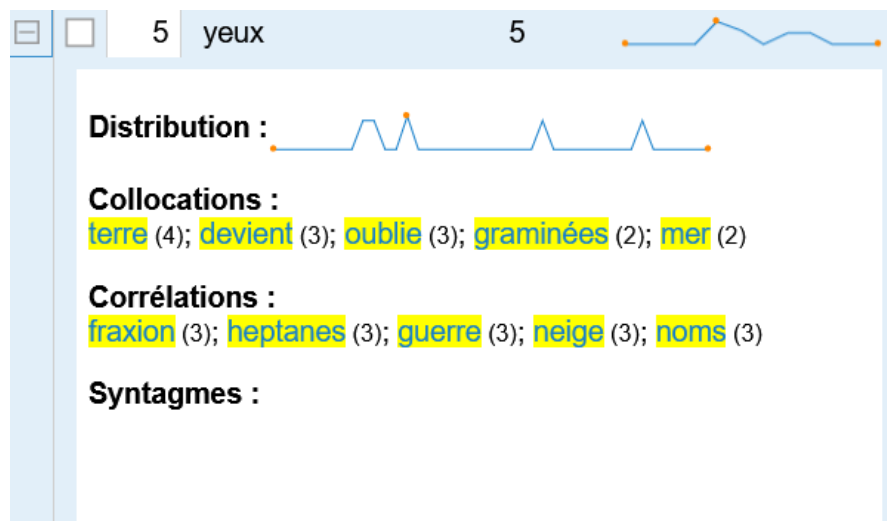 5 yeux 5
Distribution :
Collocations :
terre (4); devient (3); oublie (3); graminées (2); mer (2)
Corrélations :
fraxion (3); heptanes (3); guerre (3); neige (3); noms (3)
Syntagmes :